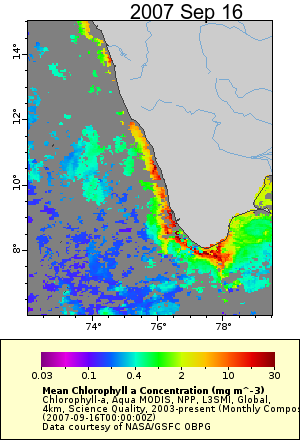 2007 Sep 16
14°
12°
10°
8°
74° 76° 78°
0.03 0.1 0.4 2 10 30
Mean Chlorophyll a Concentration (mg m^-3)
Chlorophyll-a, Aqua MODIS, NPP, L3SMI, Global,
4km, Science Quality, 2003-present (Monthly Compos
(2007-09-16T00:00:00Z)
Data courtesy of NASA/GSFC OBPG